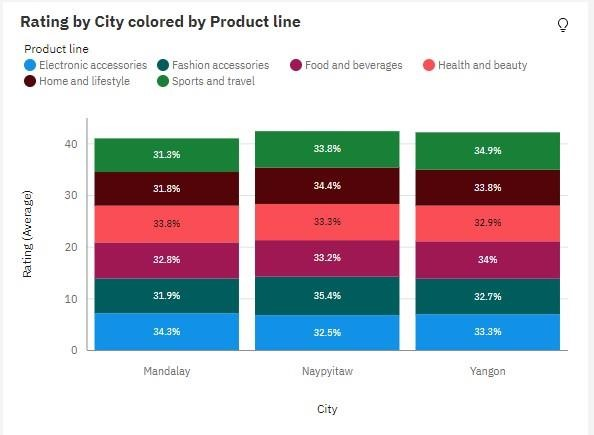 Rating by City colored by Product line
Product line
Electronic accessories Fashion accessories Food and beverages Health and beauty
Home and lifestyle Sports and travel
Rating (Average)
40
30
20
10
0
31.3% 33.8% 34.9%
31.8% 34.4% 33.8%
33.8% 33.3% 32.9%
32.8% 33.2% 34%
31.9% 35.4% 32.7%
34.3% 32.5% 33.3%
Mandalay Naypyitaw Yangon
City